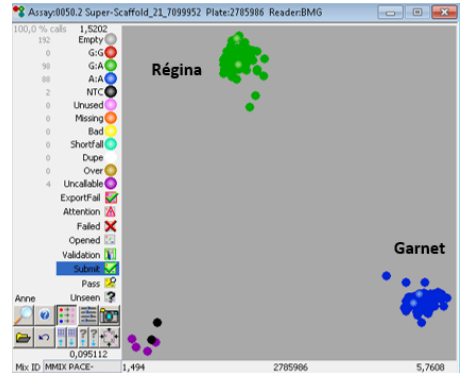 Assay:0050.2 Super-Scaffold_21_7099952 Plate:2785986 Reader:BMG
100,0 % calls 1,5202
192 Empty
0 G:G
98 G:A
88 A:A
2 NTC
0 Unused
0 Missing
0 Bad
0 Shortfall
0 Dupe
0 Over
4 Uncallable
ExportFail
Attention
Failed
Opened
Validation
Submit
Pass
Anne Unseen
Régina
Garnet
0,095112
Mix ID MMIX PACE- 1,494 2785986 5,7608